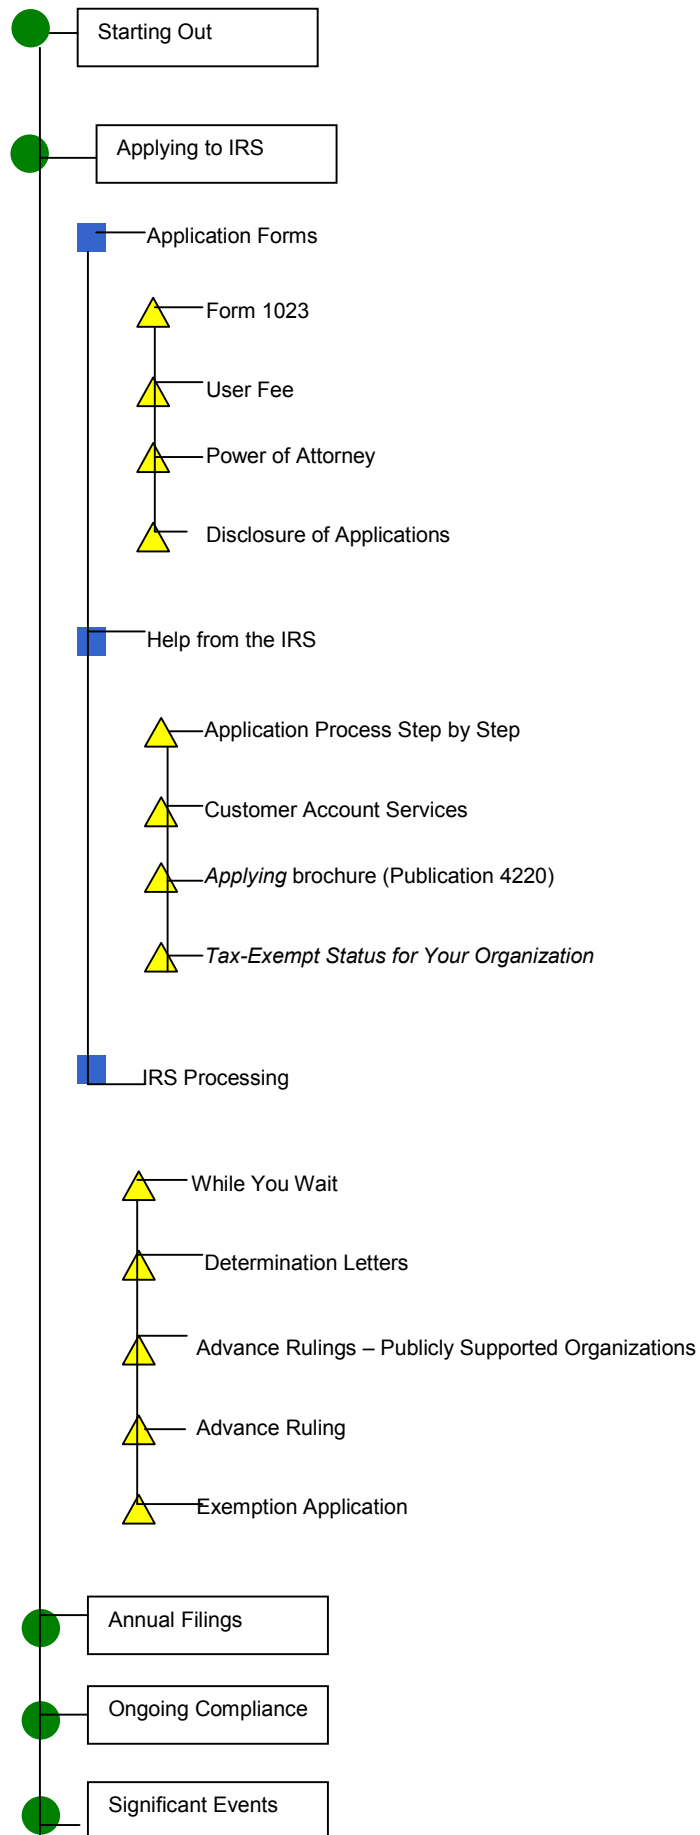 Starting Out
Applying to IRS
Application Forms
Form 1023
User Fee
Power of Attorney
Disclosure of Applications
Help from the IRS
Application Process Step by Step
Customer Account Services
Applying brochure (Publication 4220)
Tax-Exempt Status for Your Organization
IRS Processing
While You Wait
Determination Letters
Advance Rulings – Publicly Supported Organizations
Advance Ruling
Exemption Application
Annual Filings
Ongoing Compliance
Significant Events